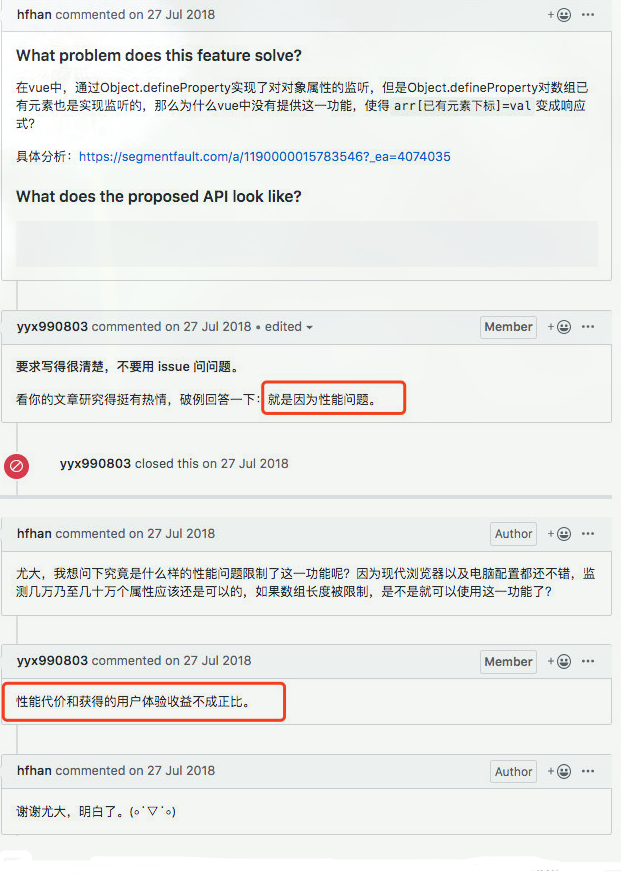 hfhan commented on 27 Jul 2018
What problem does this feature solve?
在vue中，通过Object.defineProperty实现了对对象属性的监听，但是Object.defineProperty对数组已
有元素也是实现监听的，那么为什么vue中没有提供这一功能，使得 arr[已有元素下标]=val 变成响应
式?
具体分析：https://segmentfault.com/a/1190000015783546?_ea=4074035
What does the proposed API look like?
yyx990803 commented on 27 Jul 2018 • edited
Member
要求写得很清楚，不要用 issue 问问题。
看你的文章研究得挺有热情，破例回答一下：就是因为性能问题。
yyx990803 closed this on 27 Jul 2018
hfhan commented on 27 Jul 2018
Author
尤大，我想问下究竟是什么样的性能问题限制了这一功能呢？因为现代浏览器以及电脑配置都还不错，监
测几万乃至几十万个属性应该还是可以的，如果数组长度被限制，是不是就可以使用这一功能了？
yyx990803 commented on 27 Jul 2018
Member
性能代价和获得的用户体验收益不成正比。
hfhan commented on 27 Jul 2018
Author
谢谢尤大，明白了。(๐˙▽˙๐)